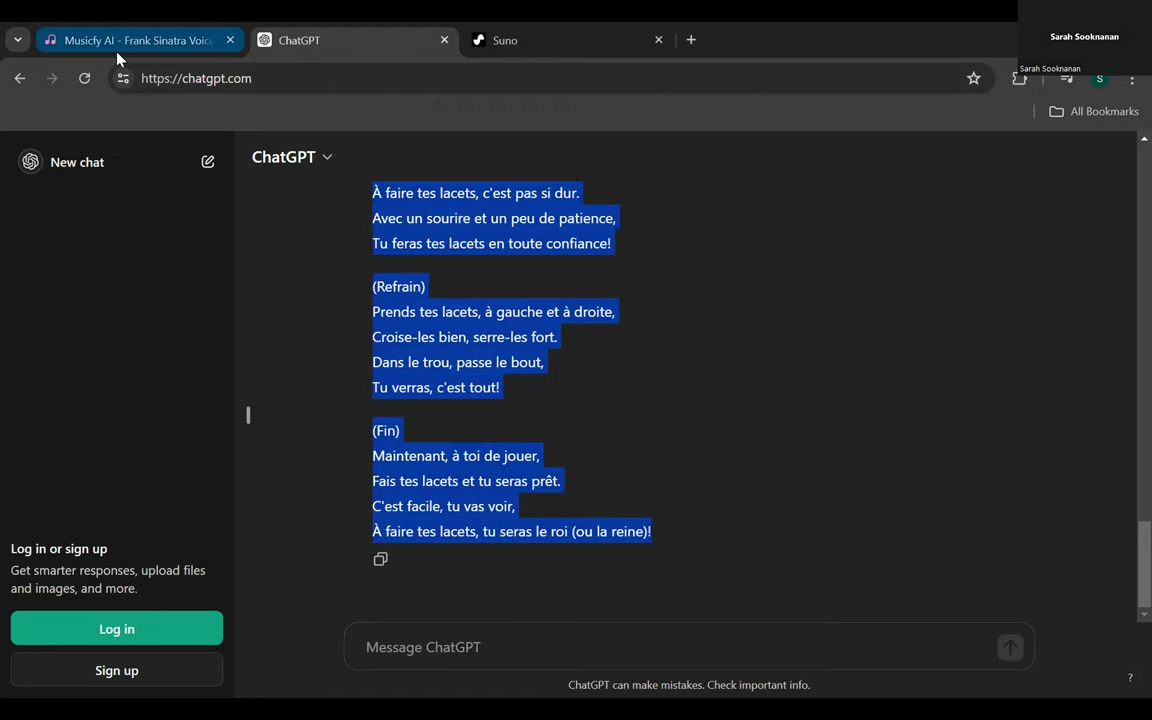 Musicfy AI - Frank Sinatra Voice
ChatGPT
Suno
Sarah Sooknanan
Sarah Sooknanan
https://chatgpt.com
S
All Bookmarks
New chat
ChatGPT
À faire tes lacets, c'est pas si dur.
Avec un sourire et un peu de patience,
Tu feras tes lacets en toute confiance!
(Refrain)
Prends tes lacets, à gauche et à droite,
Croise-les bien, serre-les fort.
Dans le trou, passe le bout,
Tu verras, c'est tout!
(Fin)
Maintenant, à toi de jouer,
Fais tes lacets et tu seras prêt.
C'est facile, tu vas voir,
À faire tes lacets, tu seras le roi (ou la reine)!
Log in or sign up
Get smarter responses, upload files
and images, and more.
Log in
Sign up
Message ChatGPT
ChatGPT can make mistakes. Check important info.
?